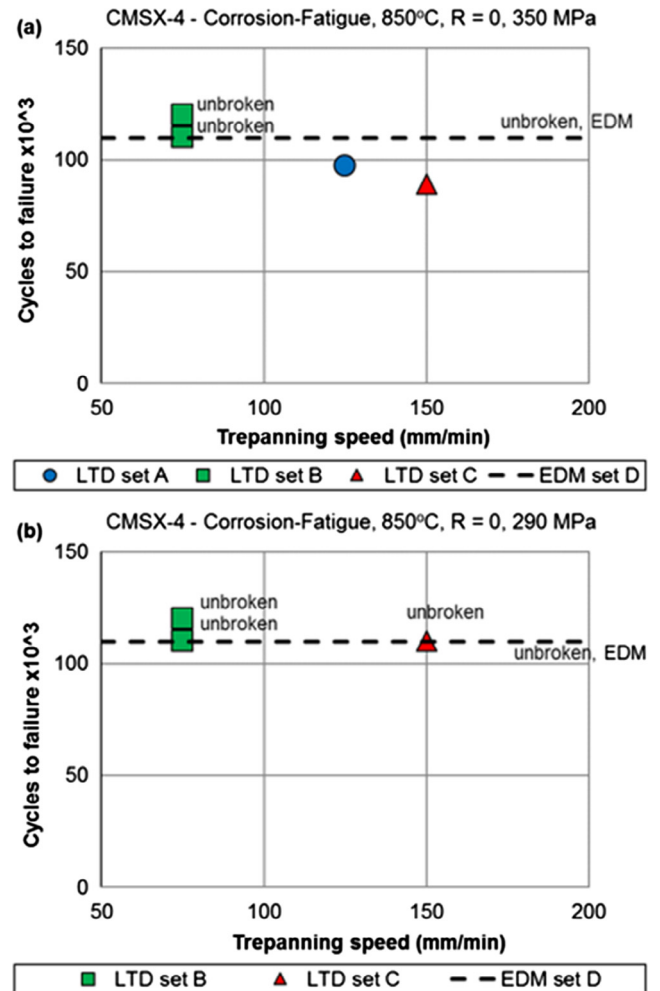 (a)
CMSX-4 - Corrosion-Fatigue, 850ºC, R = 0, 350 MPa
Cycles to failure x10^3
150
100
50
0
unbroken
unbroken
unbroken, EDM
50 100 150 200
Trepanning speed (mm/min)
LTD set A LTD set B LTD set C EDM set D
(b)
CMSX-4 - Corrosion-Fatigue, 850ºC, R = 0, 290 MPa
Cycles to failure x10^3
150
100
50
0
unbroken
unbroken
unbroken
unbroken, EDM
50 100 150 200
Trepanning speed (mm/min)
LTD set B LTD set C EDM set D